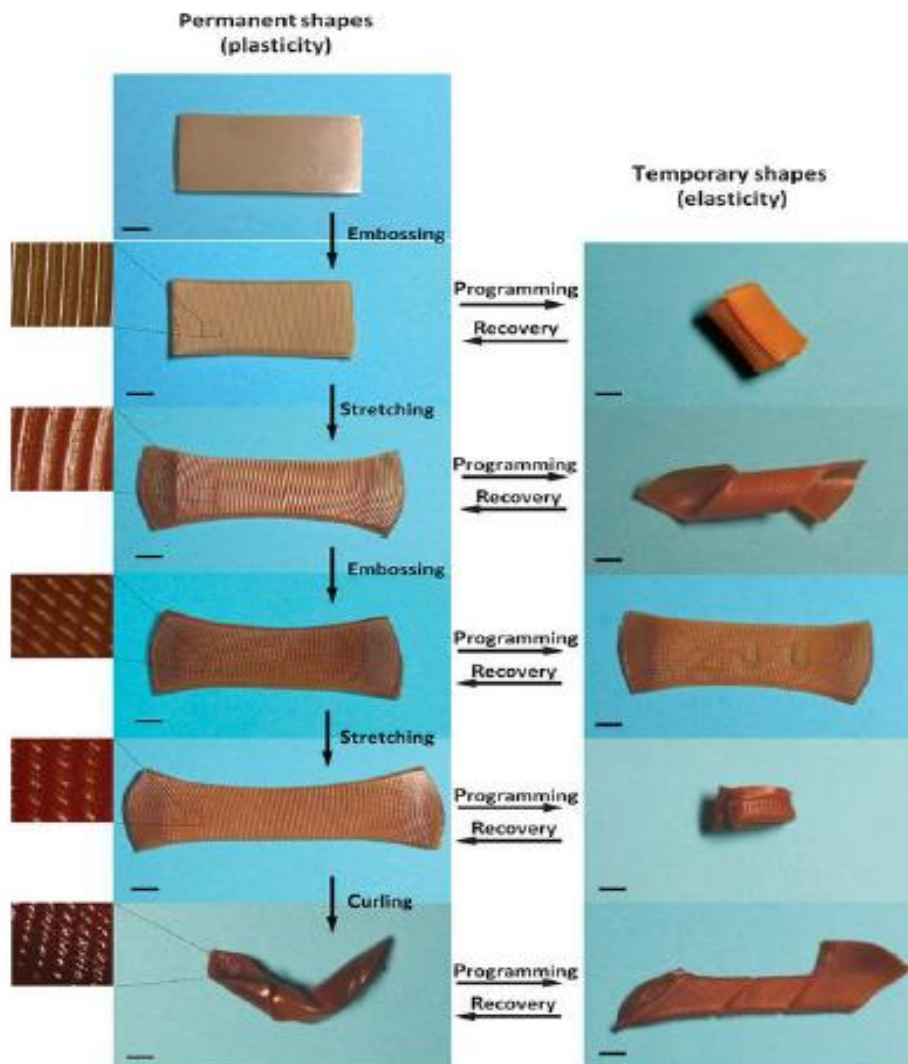 Permanent shapes
(plasticity)
Temporary shapes
(elasticity)
Embossing
Programming
Recovery
Stretching
Programming
Recovery
Embossing
Programming
Recovery
Stretching
Programming
Recovery
Curling
Programming
Recovery